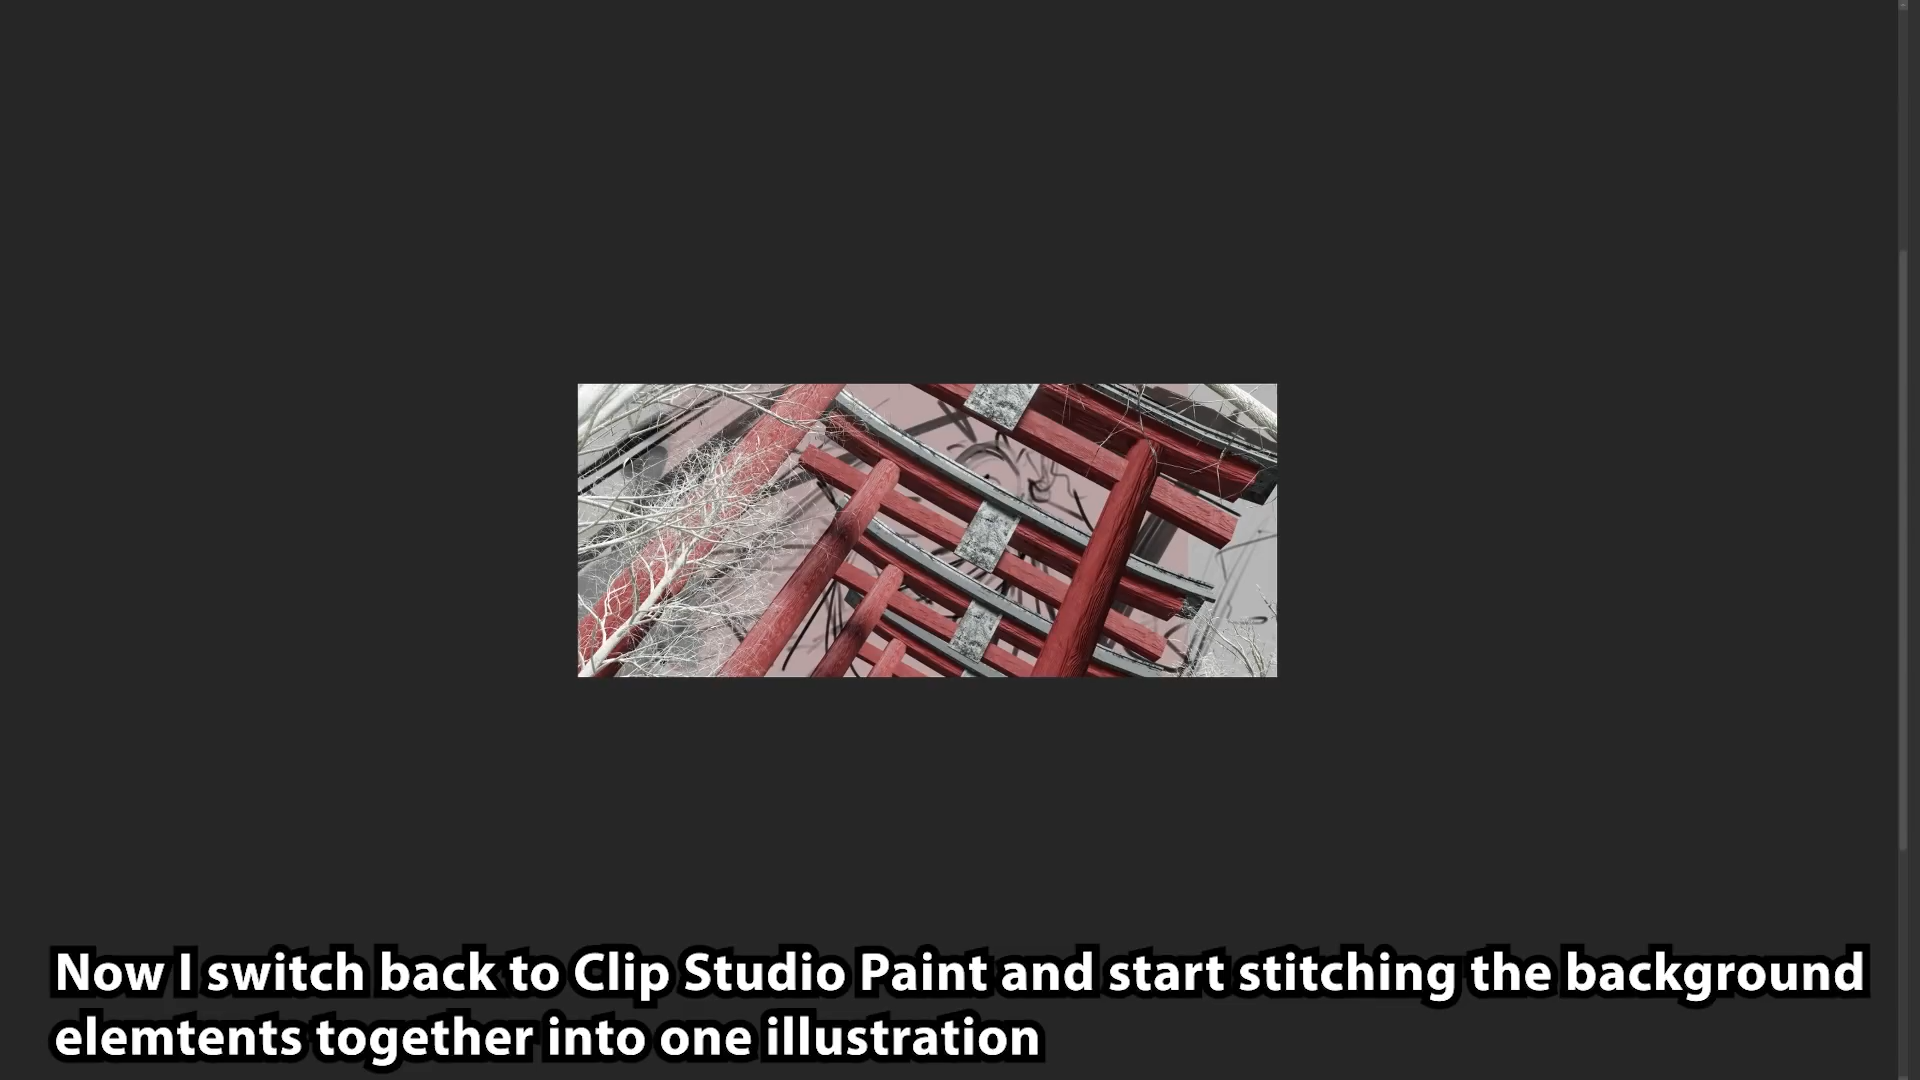 Now I switch back to Clip Studio Paint and start stitching the background
elemtents together into one illustration